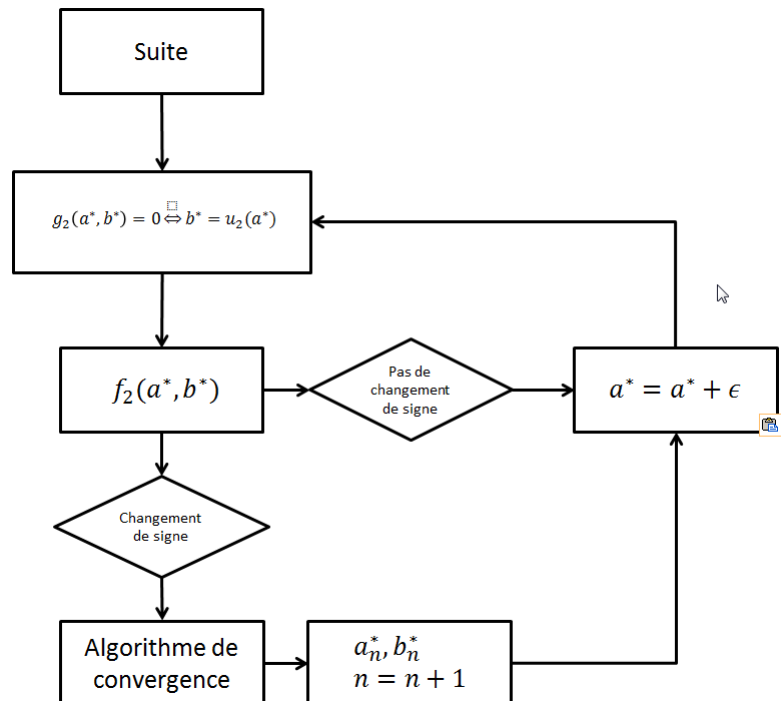 Suite
g₂(a*, b*) = 0 ⇔ b* = u₂(a*)
f₂(a*, b*)
Pas de
changement
de signe
a* = a* + ϵ
Changement
de signe
Algorithme de
convergence
aₙ*, bₙ*
n = n + 1